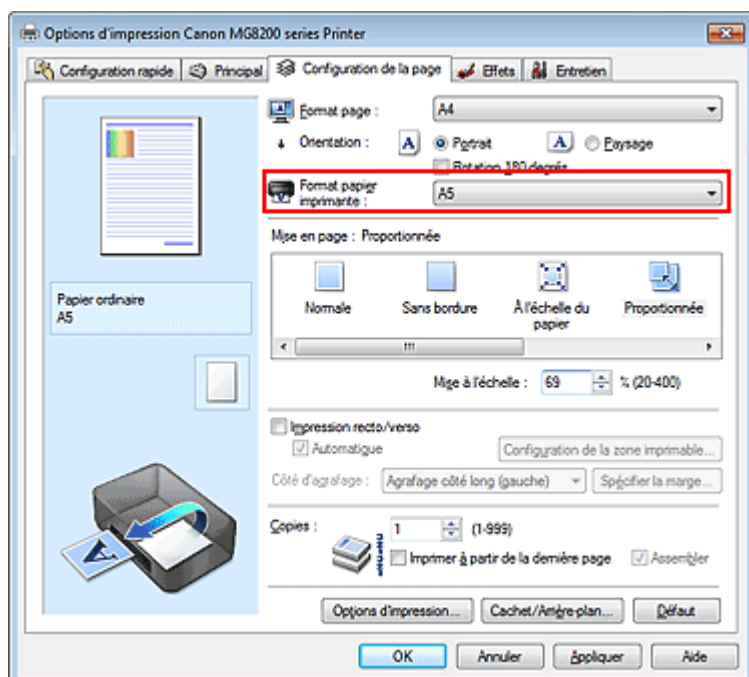 Options d'impression Canon MG8200 series Printer
Configuration rapide Principal Configuration de la page Effets Entretien
Format page : A4
Orientation : A Portrait A Paysage
Rotation 180 degrés
Format papier imprimante : A5
Mise en page : Proportionnée
Normale Sans bordure À l'échelle du papier Proportionnée
Papier ordinaire
A5
Mise à l'échelle : 69 % (20-400)
Impression recto/verso
Automatique Configuration de la zone imprimable...
Côté d'agrafage : Agrafage côté long (gauche) Spécifier la marge...
Copies : 1 (1-999)
Imprimer à partir de la dernière page Assembler
Options d'impression... Cachet/Arrière-plan... Défaut
OK Annuler Appliquer Aide